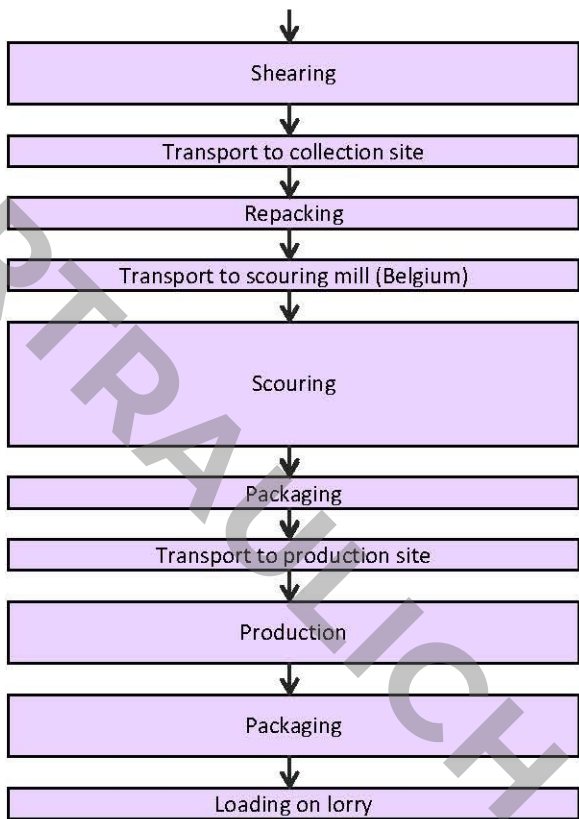 Shearing
Transport to collection site
Repacking
Transport to scouring mill (Belgium)
Scouring
Packaging
Transport to production site
Production
Packaging
Loading on lorry
RTRAULICH